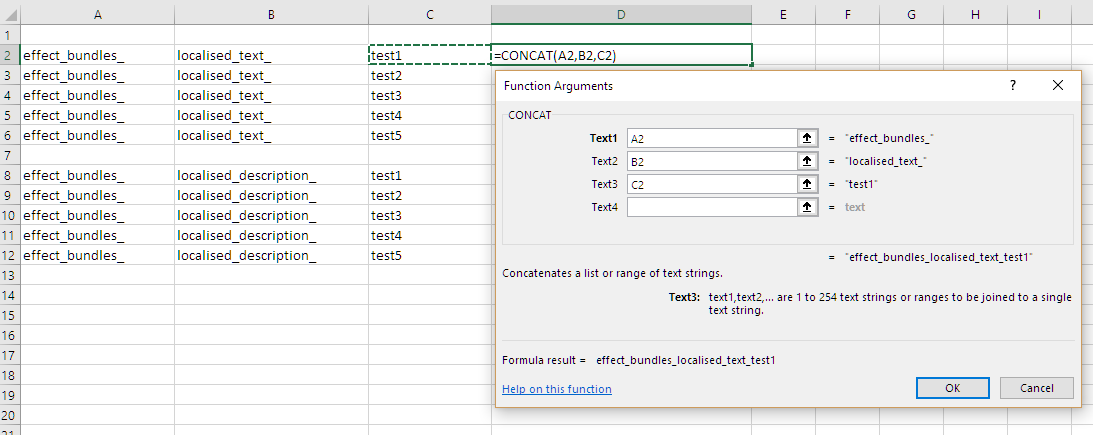 A B C D E F G H I
1
2 effect_bundles_ localised_text_ test1 =CONCAT(A2,B2,C2)
3 effect_bundles_ localised_text_ test2
4 effect_bundles_ localised_text_ test3
5 effect_bundles_ localised_text_ test4
6 effect_bundles_ localised_text_ test5
7
8 effect_bundles_ localised_description_ test1
9 effect_bundles_ localised_description_ test2
10 effect_bundles_ localised_description_ test3
11 effect_bundles_ localised_description_ test4
12 effect_bundles_ localised_description_ test5
13
14
15
16
17
18
19
20
21
Function Arguments ?
CONCAT
Text1 A2 = "effect_bundles_"
Text2 B2 = "localised_text_"
Text3 C2 = "test1"
Text4 = text
= "effect_bundles_localised_text_test1"
Concatenates a list or range of text strings.
Text3: text1,text2,... are 1 to 254 text strings or ranges to be joined to a single
text string.
Formula result = effect_bundles_localised_text_test1
Help on this function OK Cancel